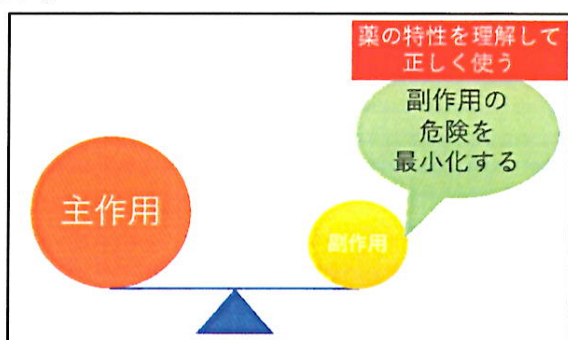 薬の特性を理解して
正しく使う
副作用の
危険を
最小化する
主作用
副作用